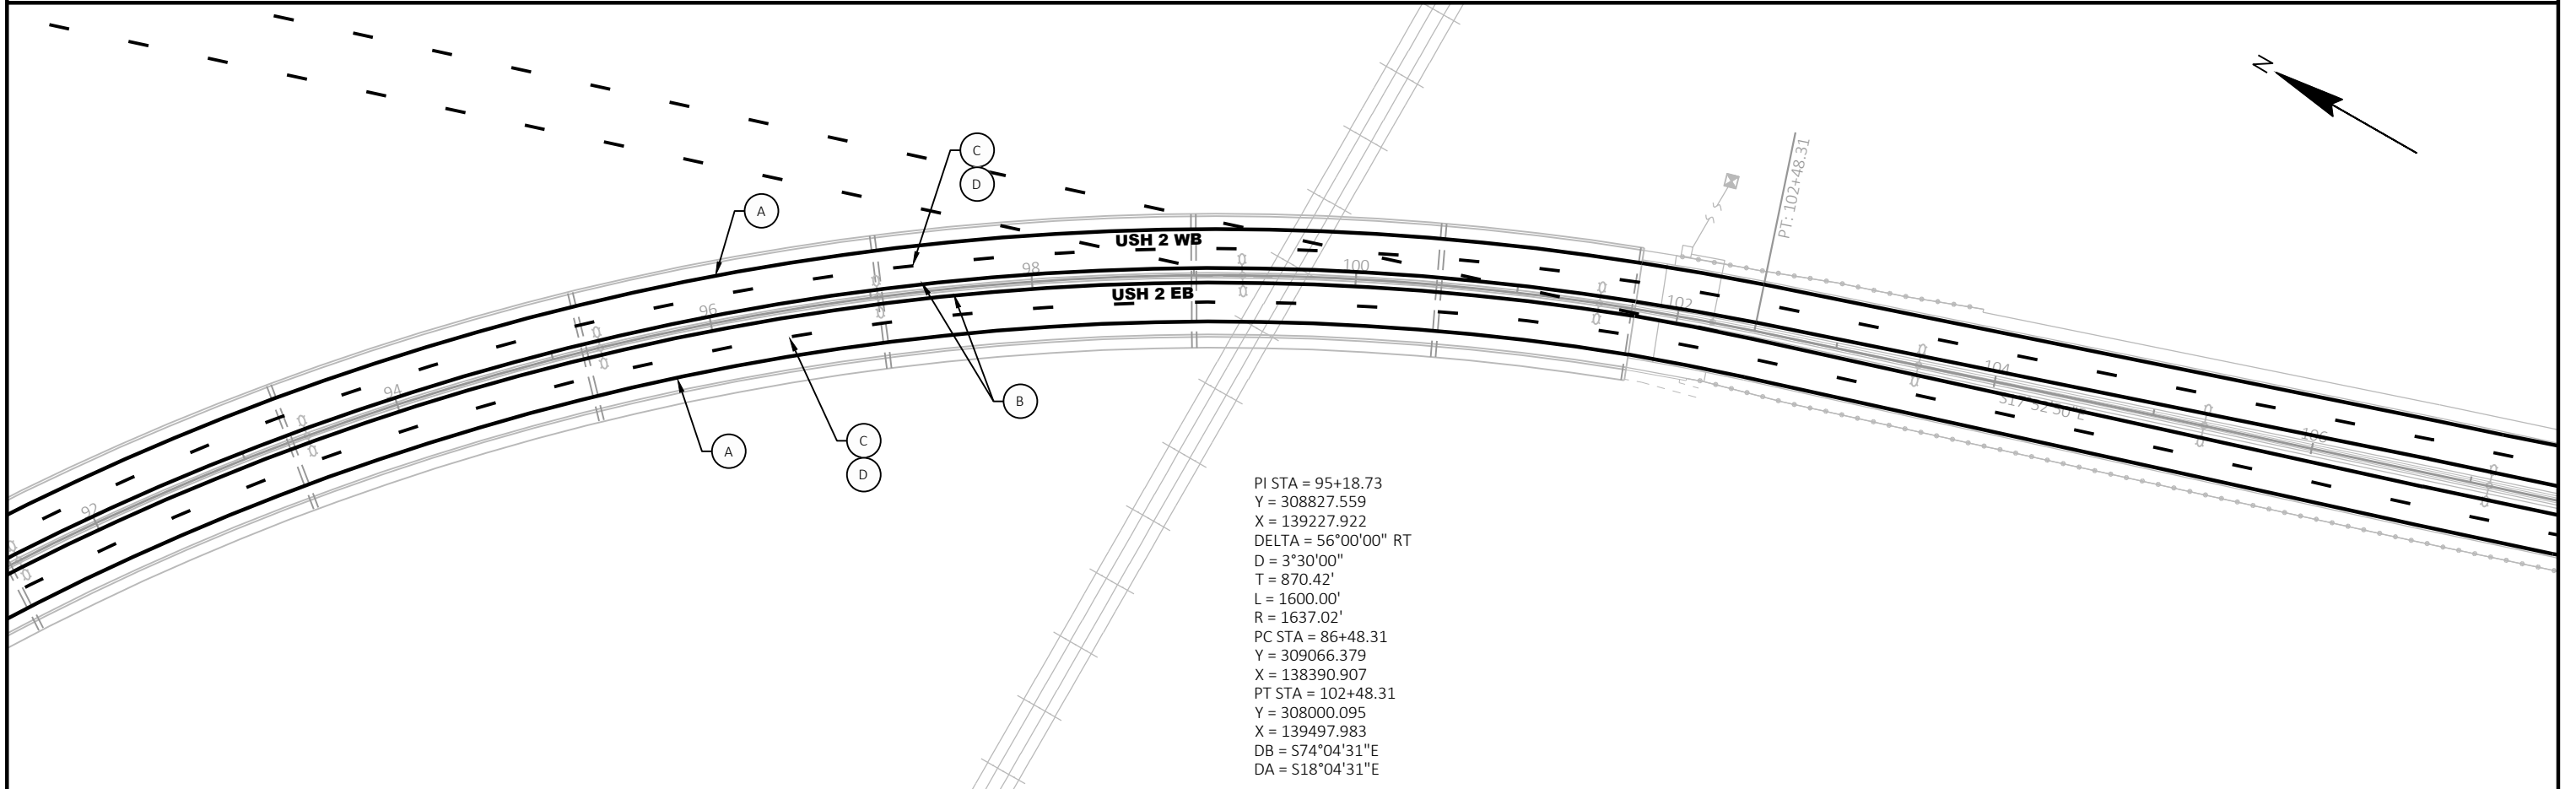 N
C
D
A
PT: 102+48.31
USH 2 WB
98
100
USH 2 EB
96
102
94
104
S17°52'50"E
B
106
A
C
D
92
PI STA = 95+18.73
Y = 308827.559
X = 139227.922
DELTA = 56°00'00" RT
D = 3°30'00"
T = 870.42'
L = 1600.00'
R = 1637.02'
PC STA = 86+48.31
Y = 309066.379
X = 138390.907
PT STA = 102+48.31
Y = 308000.095
X = 139497.983
DB = S74°04'31"E
DA = S18°04'31"E